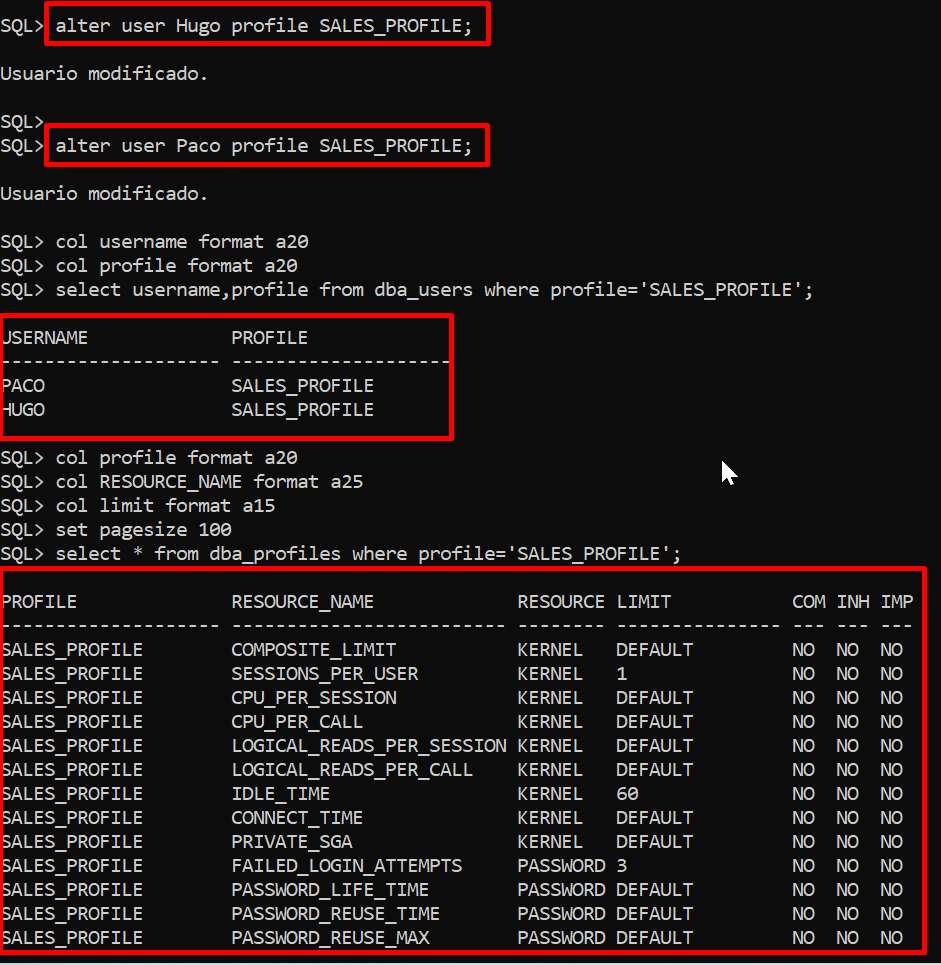 SQL> alter user Hugo profile SALES_PROFILE;
Usuario modificado.
SQL>
SQL> alter user Paco profile SALES_PROFILE;
Usuario modificado.
SQL> col username format a20
SQL> col profile format a20
SQL> select username,profile from dba_users where profile='SALES_PROFILE';
USERNAME             PROFILE
-------------------- --------------------
PACO                 SALES_PROFILE
HUGO                 SALES_PROFILE
SQL> col profile format a20
SQL> col RESOURCE_NAME format a25
SQL> col limit format a15
SQL> set pagesize 100
SQL> select * from dba_profiles where profile='SALES_PROFILE';
PROFILE              RESOURCE_NAME             RESOURCE LIMIT           COM INH IMP
-------------------- ------------------------- -------- --------------- --- --- ---
SALES_PROFILE        COMPOSITE_LIMIT           KERNEL   DEFAULT         NO  NO  NO
SALES_PROFILE        SESSIONS_PER_USER         KERNEL   1               NO  NO  NO
SALES_PROFILE        CPU_PER_SESSION           KERNEL   DEFAULT         NO  NO  NO
SALES_PROFILE        CPU_PER_CALL              KERNEL   DEFAULT         NO  NO  NO
SALES_PROFILE        LOGICAL_READS_PER_SESSION KERNEL   DEFAULT         NO  NO  NO
SALES_PROFILE        LOGICAL_READS_PER_CALL    KERNEL   DEFAULT         NO  NO  NO
SALES_PROFILE        IDLE_TIME                 KERNEL   60              NO  NO  NO
SALES_PROFILE        CONNECT_TIME              KERNEL   DEFAULT         NO  NO  NO
SALES_PROFILE        PRIVATE_SGA               KERNEL   DEFAULT         NO  NO  NO
SALES_PROFILE        FAILED_LOGIN_ATTEMPTS     PASSWORD 3               NO  NO  NO
SALES_PROFILE        PASSWORD_LIFE_TIME        PASSWORD DEFAULT         NO  NO  NO
SALES_PROFILE        PASSWORD_REUSE_TIME       PASSWORD DEFAULT         NO  NO  NO
SALES_PROFILE        PASSWORD_REUSE_MAX        PASSWORD DEFAULT         NO  NO  NO